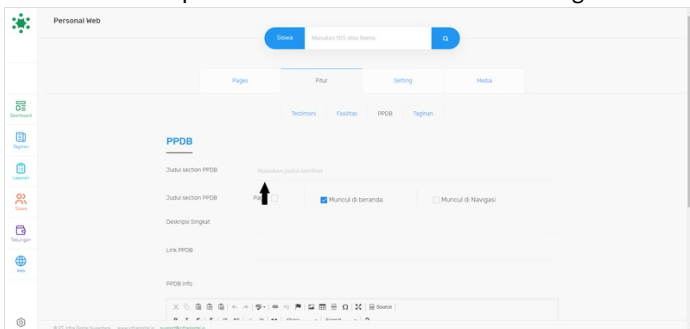 Personal Web
Siswa Masukan NIS atau Nama
Pages Fitur Setting Media
Testimoni Fasilitas PPDB Tagihan
Dashboard
Tagihan
Laporan
Siswa
Tabungan
Web
PPDB
Judul section PPDB Masukan judul section
Judul section PPDB Muncul di beranda Muncul di Navigasi
Deskripsi Singkat
Link PPDB
PPDB Info
Source